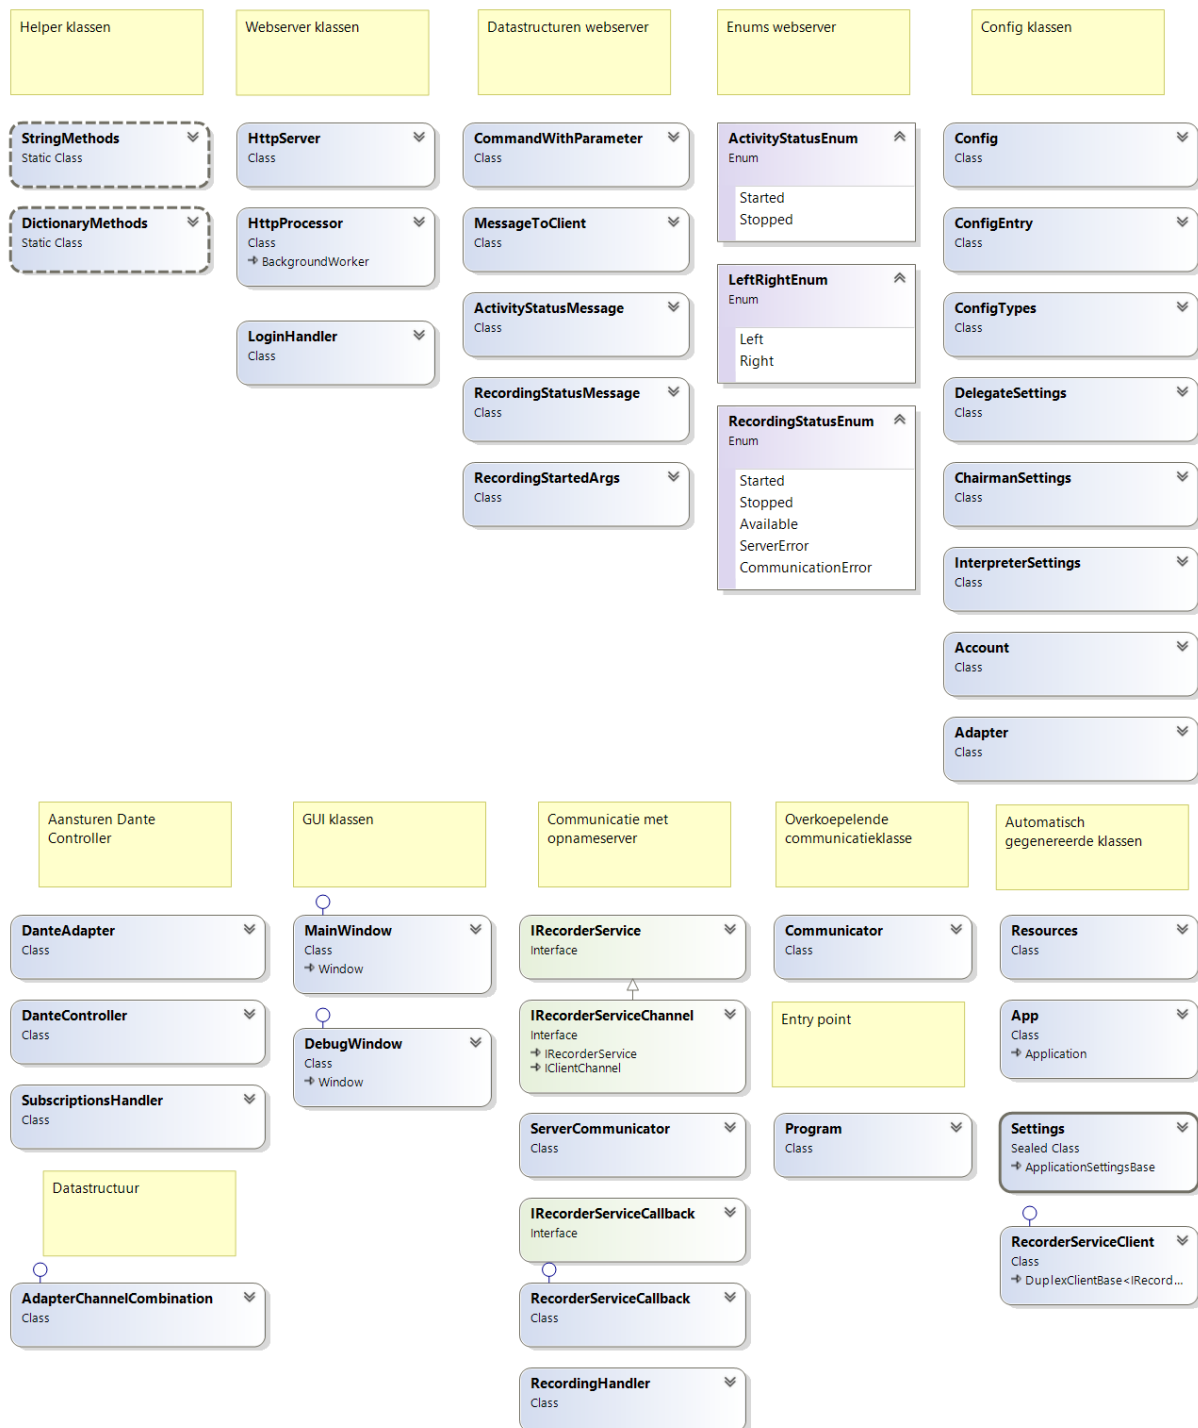 Helper klassen
Webserver klassen
Datastructuren webserver
Enums webserver
Config klassen
StringMethods
Static Class
DictionaryMethods
Static Class
HttpServer
Class
HttpProcessor
Class
BackgroundWorker
LoginHandler
Class
CommandWithParameter
Class
MessageToClient
Class
ActivityStatusMessage
Class
RecordingStatusMessage
Class
RecordingStartedArgs
Class
ActivityStatusEnum
Enum
Started
Stopped
LeftRightEnum
Enum
Left
Right
RecordingStatusEnum
Enum
Started
Stopped
Available
ServerError
CommunicationError
Config
Class
ConfigEntry
Class
ConfigTypes
Class
DelegateSettings
Class
ChairmanSettings
Class
InterpreterSettings
Class
Account
Class
Adapter
Class
Aansturen Dante
Controller
DanteAdapter
Class
DanteController
Class
SubscriptionsHandler
Class
Datastructuur
AdapterChannelCombination
Class
GUI klassen
MainWindow
Class
Window
DebugWindow
Class
Window
Communicatie met
opnameserver
IRecorderService
Interface
IRecorderServiceChannel
Interface
IRecorderService
IClientChannel
ServerCommunicator
Class
IRecorderServiceCallback
Interface
RecorderServiceCallback
Class
RecordingHandler
Class
Overkoepelende
communicatieklasse
Communicator
Class
Entry point
Program
Class
Automatisch
gegenereerde klassen
Resources
Class
App
Class
Application
Settings
Sealed Class
ApplicationSettingsBase
RecorderServiceClient
Class
DuplexClientBase<IRecord...